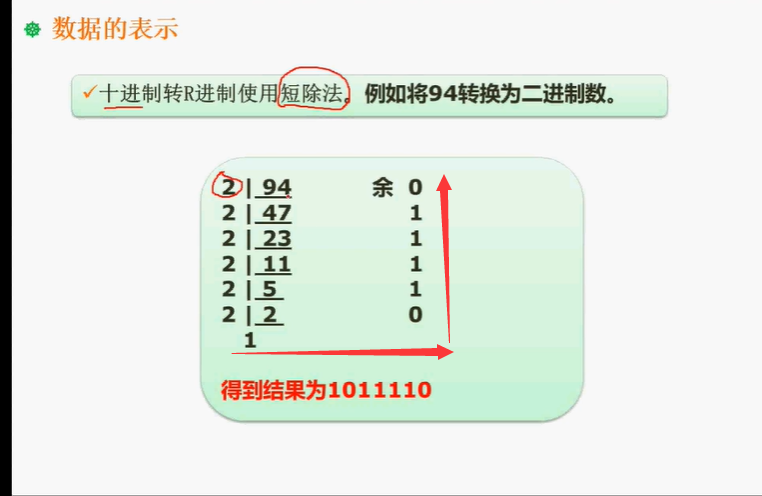 数据的表示
✓十进制转R进制使用短除法。例如将94转换为二进制数。
2 | 94 余 0
2 | 47 1
2 | 23 1
2 | 11 1
2 | 5 1
2 | 2 0
1
得到结果为1011110